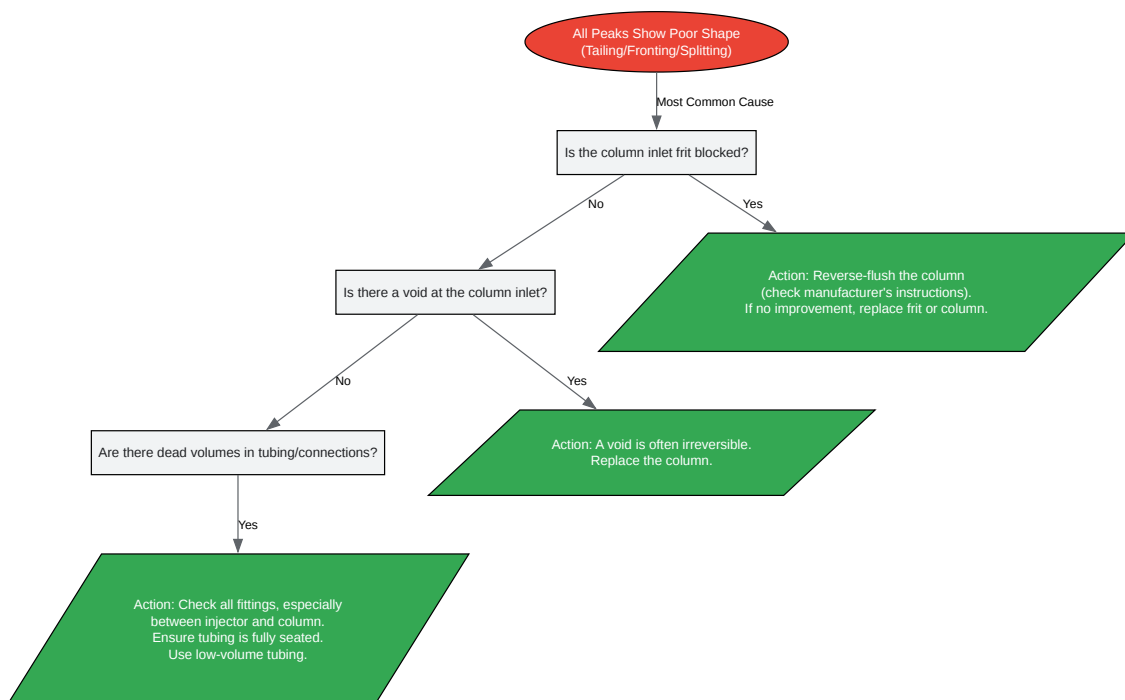 All Peaks Show Poor Shape
(Tailing/Fronting/Splitting)
Most Common Cause
Is the column inlet frit blocked?
No
Yes
Action: Reverse-flush the column
(check manufacturer's instructions).
If no improvement, replace frit or column.
Is there a void at the column inlet?
No
Yes
Action: A void is often irreversible.
Replace the column.
Are there dead volumes in tubing/connections?
Yes
Action: Check all fittings, especially
between injector and column.
Ensure tubing is fully seated.
Use low-volume tubing.